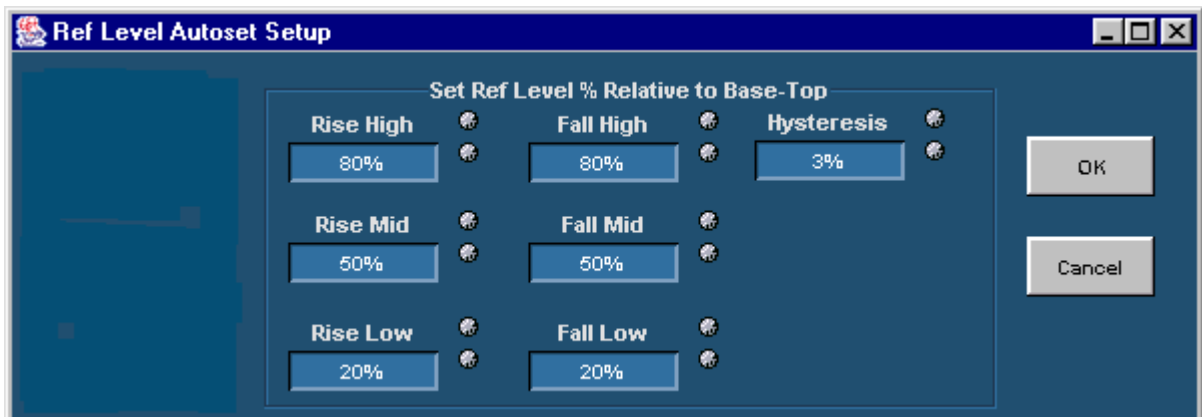 Ref Level Autoset Setup
Set Ref Level % Relative to Base-Top
Rise High Fall High Hysteresis
80% 80% 3%
OK
Rise Mid Fall Mid
50% 50%
Cancel
Rise Low Fall Low
20% 20%